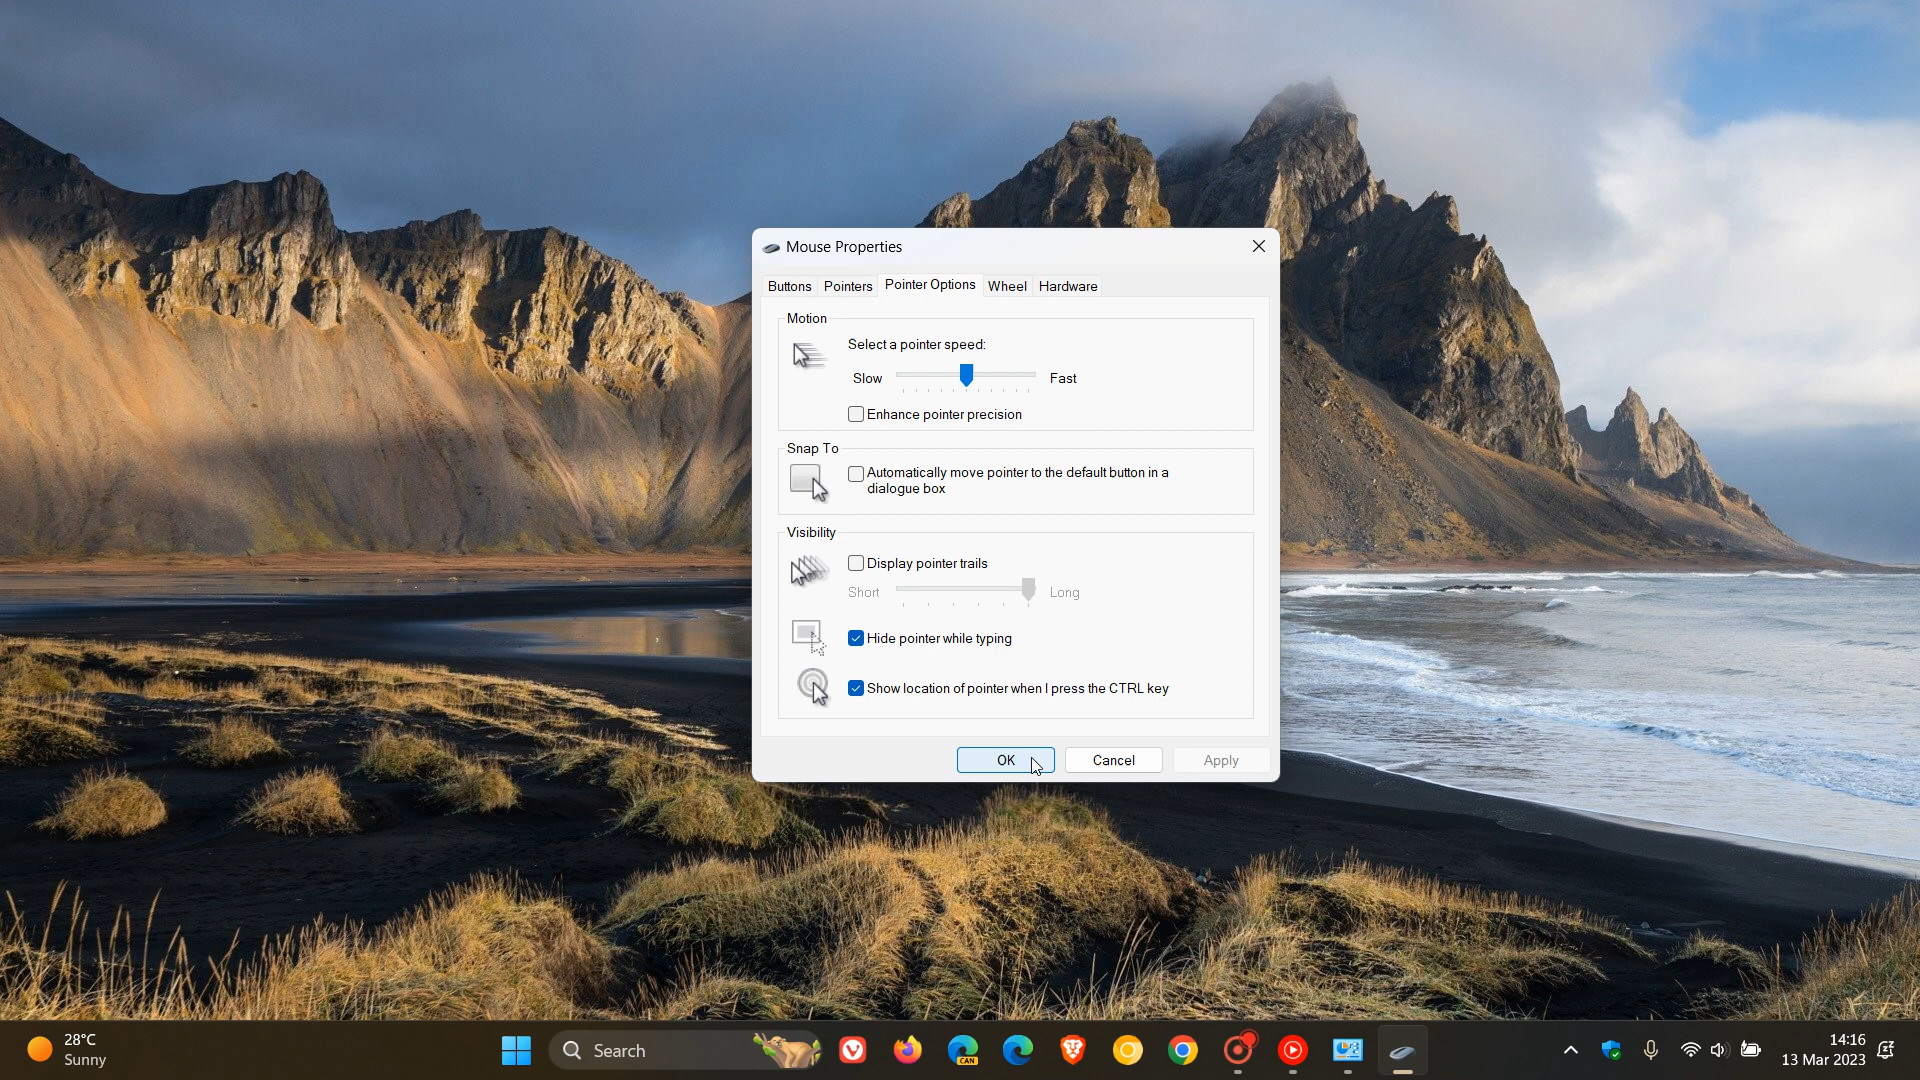 Mouse Properties
Buttons Pointers Pointer Options Wheel Hardware
Motion
Select a pointer speed:
Slow Fast
Enhance pointer precision
Snap To
Automatically move pointer to the default button in a
dialogue box
Visibility
Display pointer trails
Short Long
Hide pointer while typing
Show location of pointer when I press the CTRL key
OK Cancel Apply
28°C
Sunny
Search
CAN
14:16
13 Mar 2023